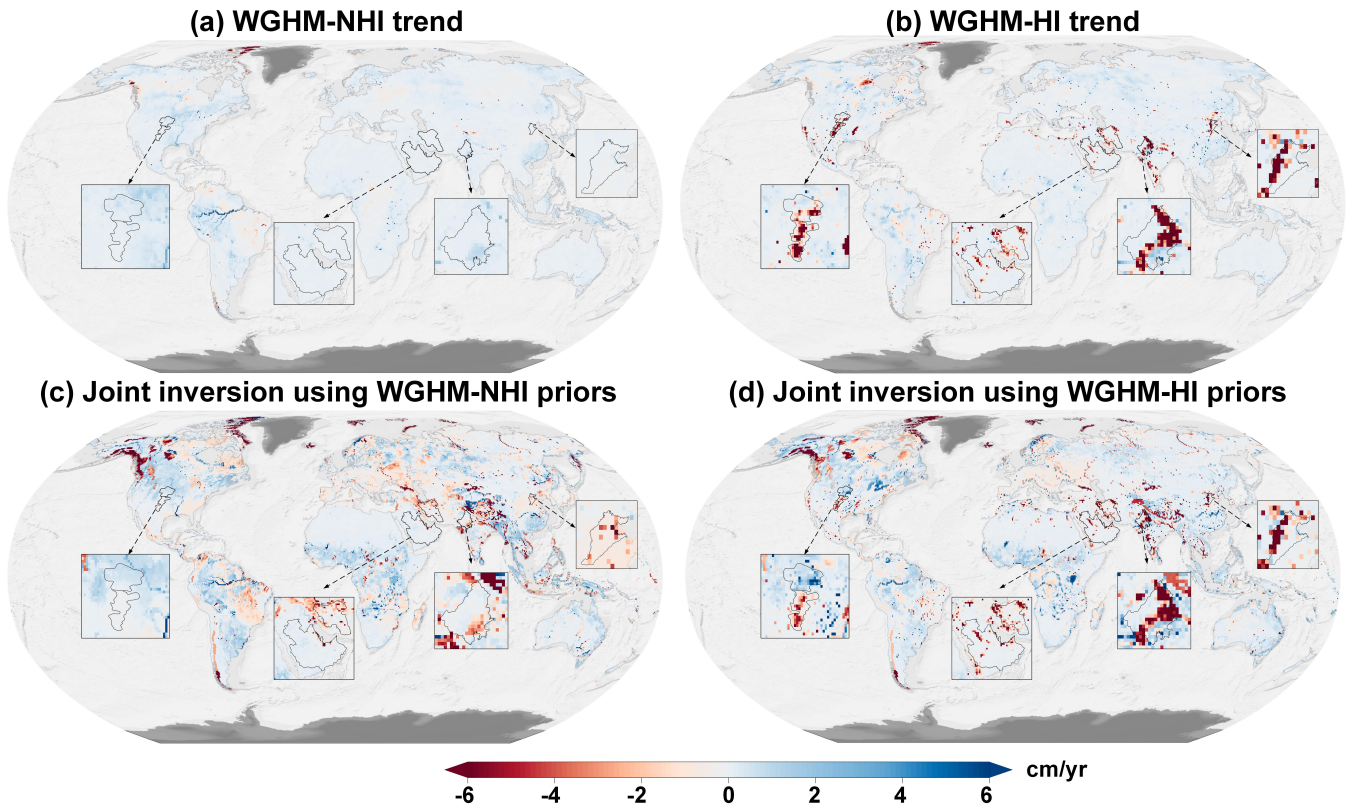 (a) WGHM-NHI trend
(b) WGHM-HI trend
(c) Joint inversion using WGHM-NHI priors
(d) Joint inversion using WGHM-HI priors
cm/yr
-6 -4 -2 0 2 4 6